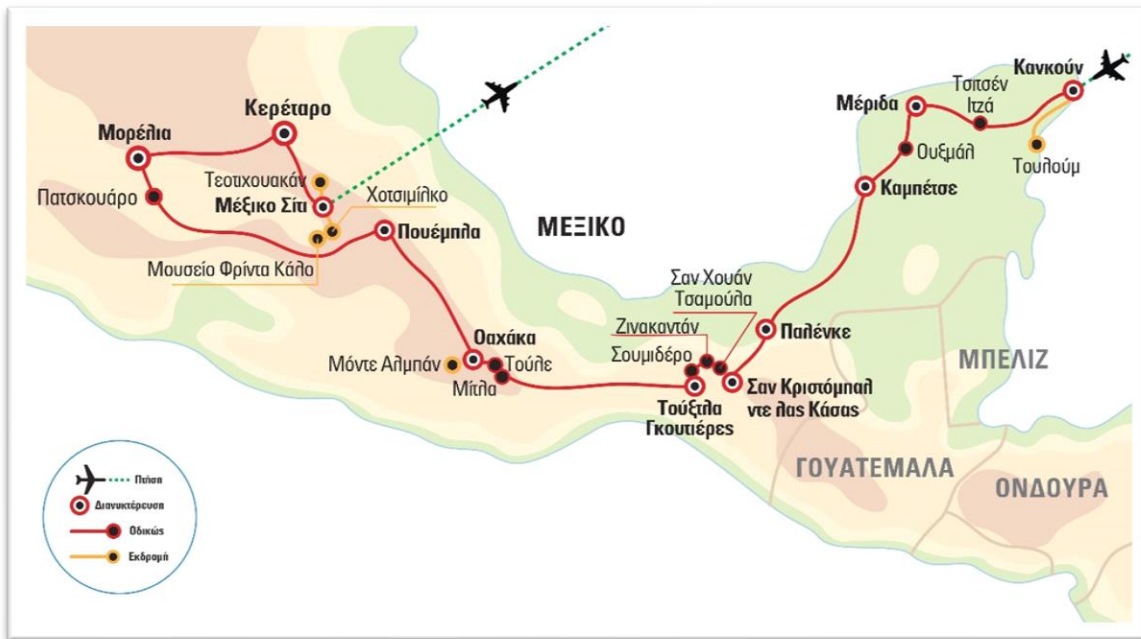 Κανκούν
Τσιτσέν
Ιτζά
Μέριδα
Κερέταρο
Μορέλια
Ουξμάλ
Τουλούμ
Τεοτιχουακάν
Χοτσιμίλκο
Καμπέτσε
Πατσκουάρο
Μέξικο Σίτι
ΜΕΞΙΚΟ
Πουέμπλα
Μουσείο Φρίντα Κάλο
Σαν Χουάν
Τσαμούλα
Ζινακαντάν
Παλένκε
Οαχάκα
Σουμιδέρο
ΜΠΕΛΙΖ
Μόντε Αλμπάν
Τούλε
Μίτλα
Σαν Κριστόμπαλ
ντε λας Κάσας
Τούξτλα
Γκουτιέρες
ΓΟΥΑΤΕΜΑΛΑ
ΟΝΔΟΥΡΑ
Πτήση
Διανυκτέρευση
Οδικώς
Εκδρομή